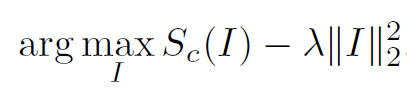 arg max_I S_c(I) − λ‖I‖_2^2